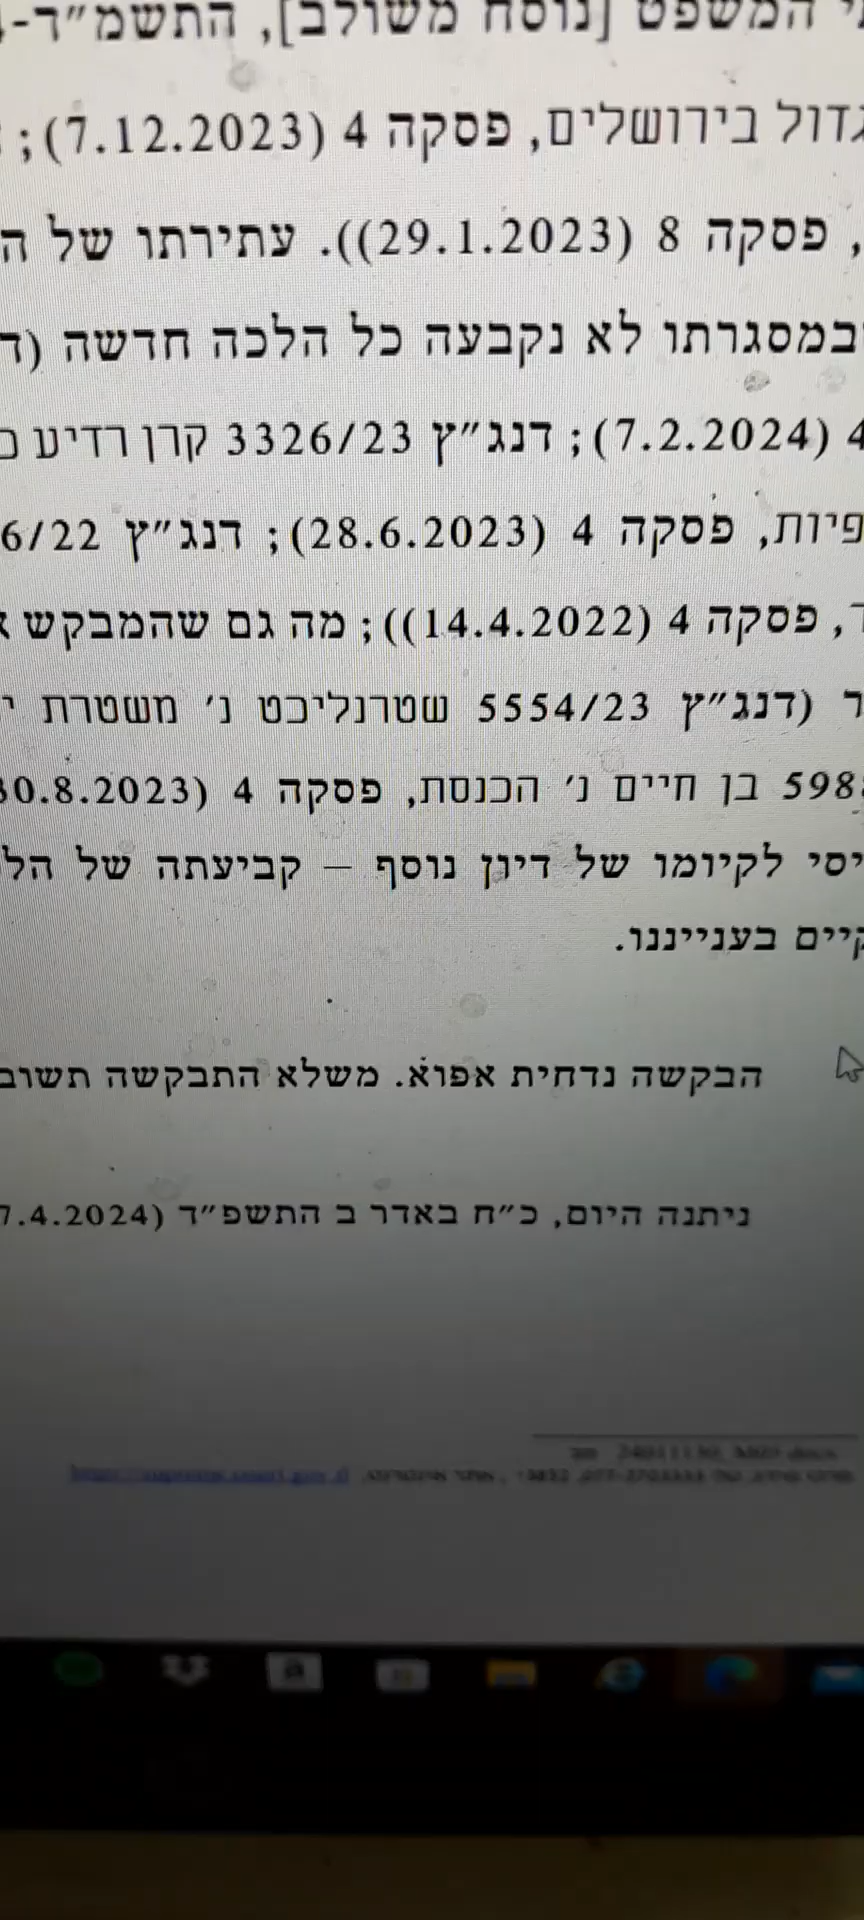 המשפט [נוסח משולב], התשמ"ד-
גדול בירושלים, פסקה 4 (7.12.2023);
, פסקה 8 (29.1.2023)). עתירתו של ה
ובמסגרתו לא נקבעה כל הלכה חדשה (ד
4 (7.2.2024); דנג"ץ 3326/23 קרן רדיע כ
פיות, פסקה 4 (28.6.2023); דנג"ץ 6/22
ד, פסקה 4 (14.4.2022)); מה גם שהמבקש א
ר (דנג"ץ 5554/23 שטרנליכט נ' משטרת י
598 בן חיים נ' הכנסת, פסקה 4 (30.8.2023
יסי לקיומו של דיון נוסף – קביעתה של הל
קיים בענייננו.
הבקשה נדחית אפוא. משלא התבקשה תשוב
ניתנה היום, כ"ח באדר ב התשפ"ד (7.4.2024